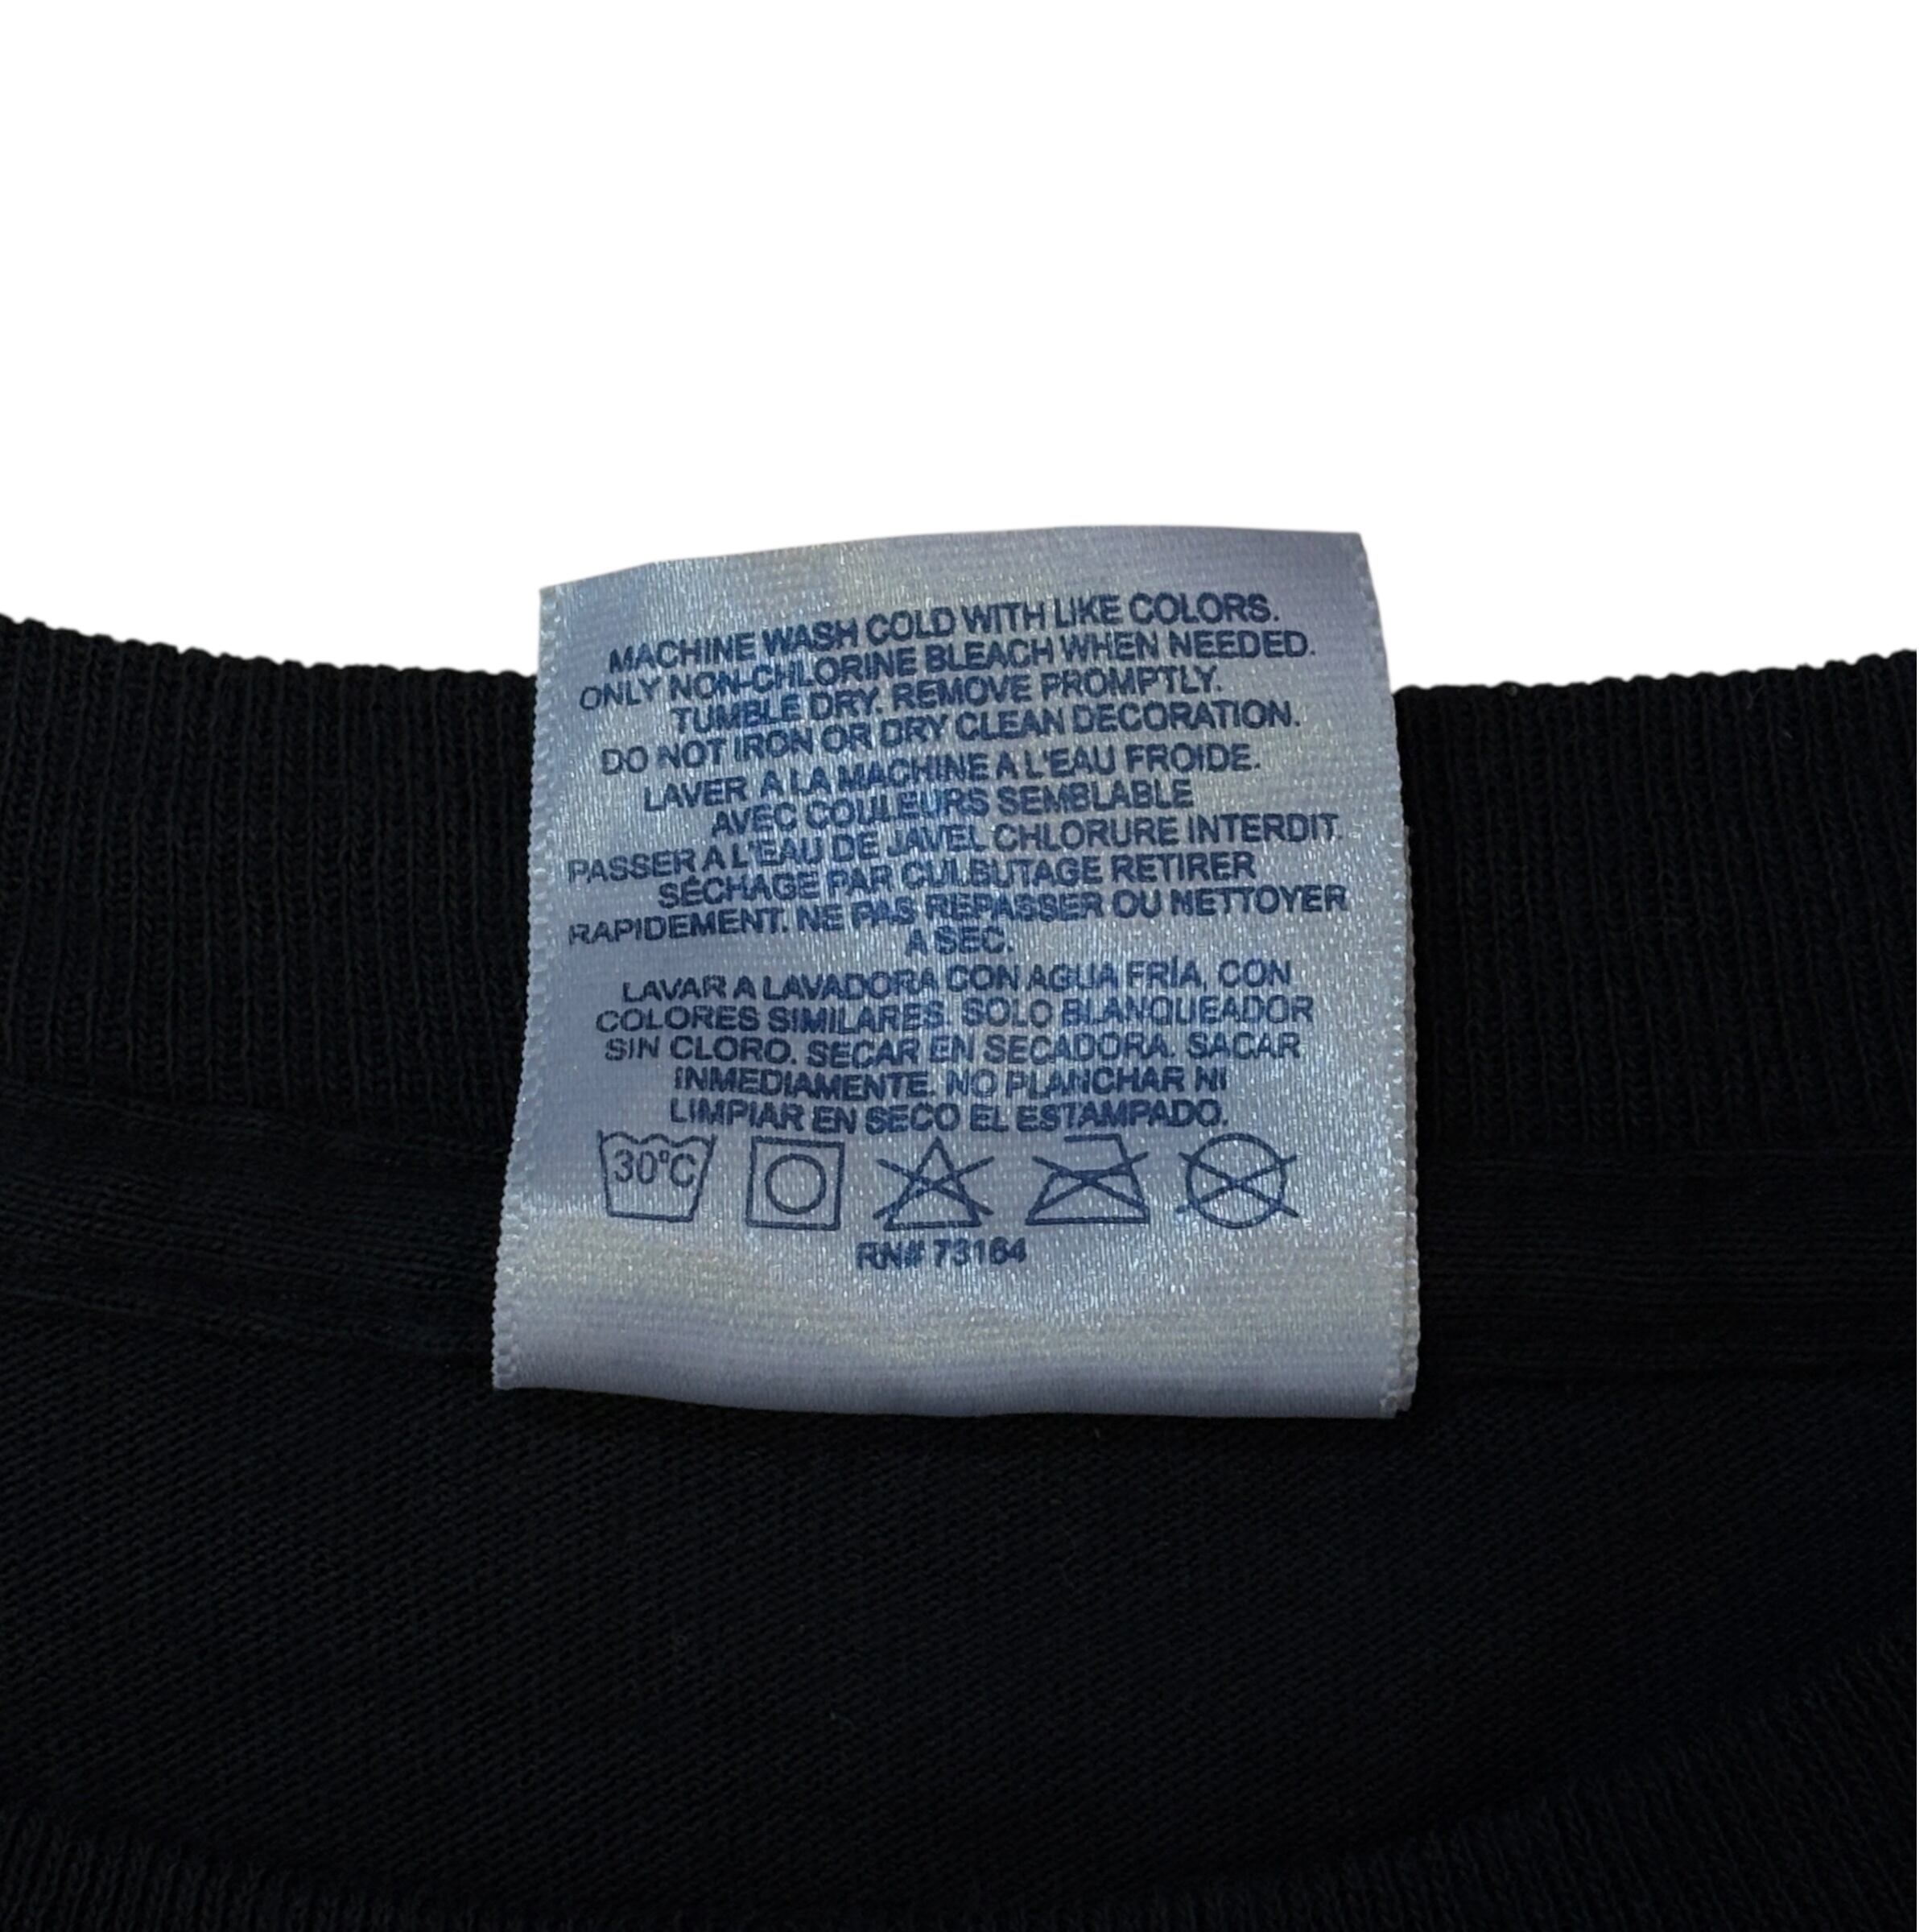 MACHINE WASH COLD WITH LIKE COLORS.
ONLY NON-CHLORINE BLEACH WHEN NEEDED.
TUMBLE DRY. REMOVE PROMPTLY.
DO NOT IRON OR DRY CLEAN DECORATION.
LAVER A LA MACHINE A L'EAU FROIDE.
AVEC COULEURS SEMBLABLE
PASSER A L'EAU DE JAVEL CHLORURE INTERDIT.
SÉCHAGE PAR CULBUTAGE RETIRER
RAPIDEMENT. NE PAS REPASSER OU NETTOYER
A SEC.
LAVAR A LAVADORA CON AGUA FRÍA, CON
COLORES SIMILARES. SOLO BLANQUEADOR
SIN CLORO. SECAR EN SECADORA. SACAR
INMEDIAMENTE. NO PLANCHAR NI
LIMPIAR EN SECO EL ESTAMPADO.
30°C
RN# 73164